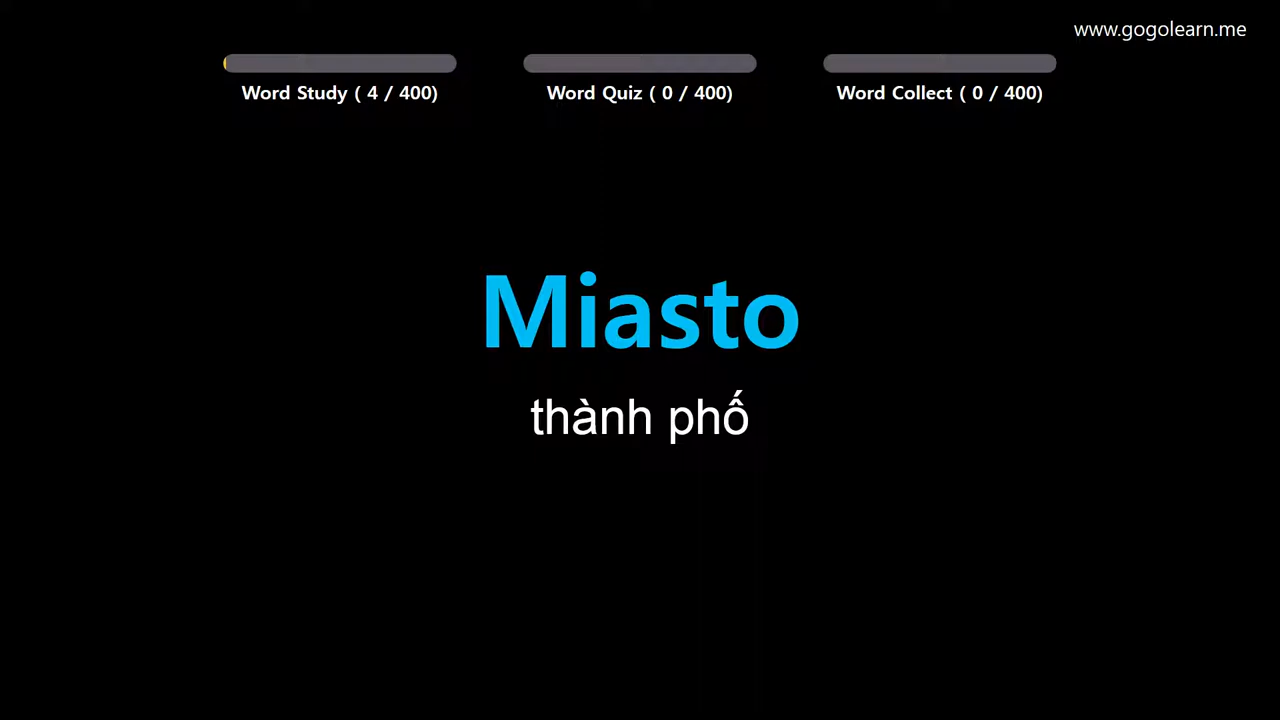 www.gogolearn.me
Word Study ( 4 / 400)
Word Quiz ( 0 / 400)
Word Collect ( 0 / 400)
Miasto
thành phố